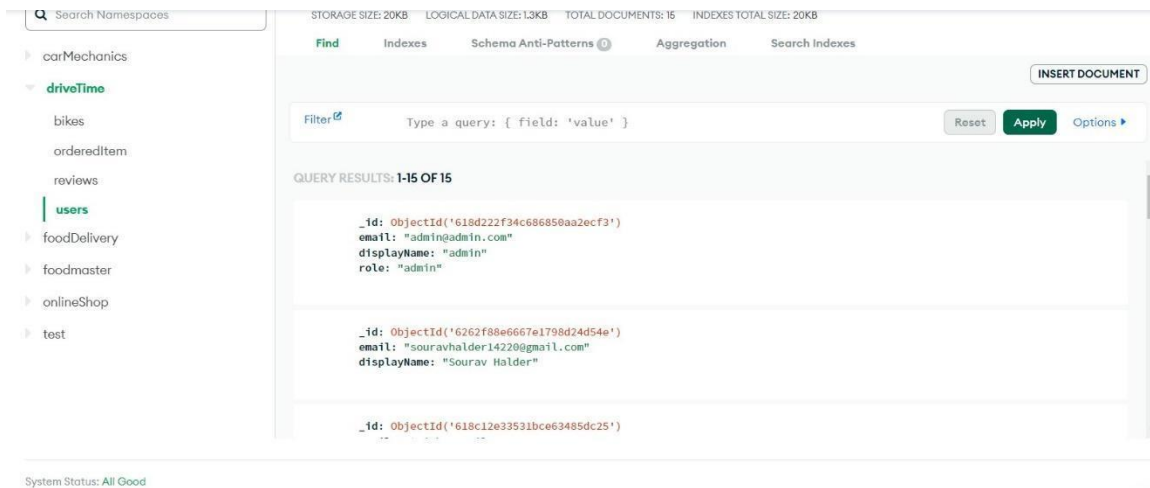 Search Namespaces
carMechanics
driveTime
bikes
orderedItem
reviews
users
foodDelivery
foodmaster
onlineShop
test
STORAGE SIZE: 20KB LOGICAL DATA SIZE: 1.3KB TOTAL DOCUMENTS: 15 INDEXES TOTAL SIZE: 20KB
Find Indexes Schema Anti-Patterns 0 Aggregation Search Indexes
INSERT DOCUMENT
Filter Type a query: { field: 'value' } Reset Apply Options
QUERY RESULTS: 1-15 OF 15
_id: ObjectId('618d222f34c686850aa2ecf3')
email: "admin@admin.com"
displayName: "admin"
role: "admin"
_id: ObjectId('6262f88e6667e1798d24d54e')
email: "souravhalder14220@gmail.com"
displayName: "Sourav Halder"
_id: ObjectId('618c12e33531bce63485dc25')
System Status: All Good